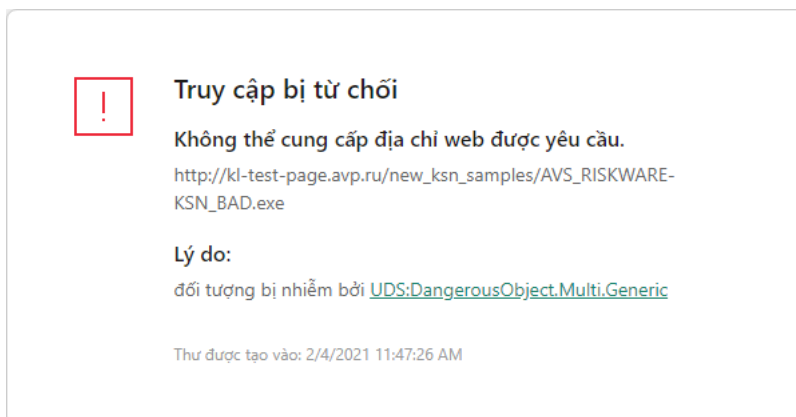 !
Truy cập bị từ chối
Không thể cung cấp địa chỉ web được yêu cầu.
http://kl-test-page.avp.ru/new_ksn_samples/AVS_RISKWARE-
KSN_BAD.exe
Lý do:
đối tượng bị nhiễm bởi UDS:DangerousObject.Multi.Generic
Thư được tạo vào: 2/4/2021 11:47:26 AM